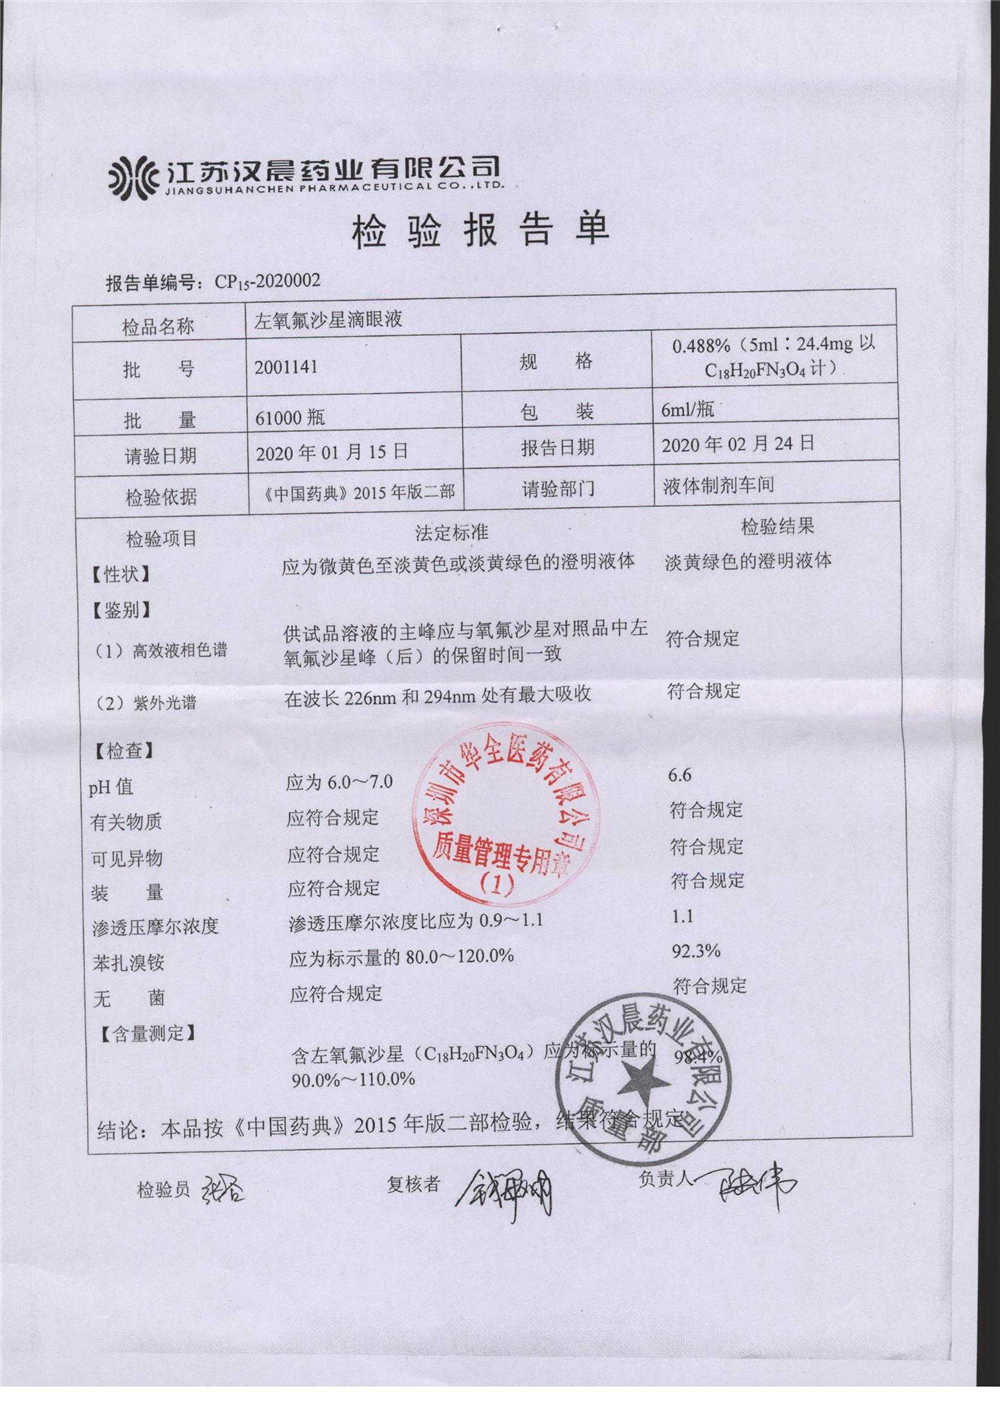 江苏汉晨药业有限公司
JIANGSUHANCHEN PHARMACEUTICAL CO.,LTD.
检验报告单
报告单编号：CP15-2020002
检品名称 左氧氟沙星滴眼液
批 号 2001141 规 格 0.488%（5ml：24.4mg 以
C18H20FN3O4 计）
批 量 61000 瓶 包 装 6ml/瓶
请验日期 2020 年 01 月 15 日 报告日期 2020 年 02 月 24 日
检验依据 《中国药典》2015 年版二部 请验部门 液体制剂车间
检验项目 法定标准 检验结果
【性状】 应为微黄色至淡黄色或淡黄绿色的澄明液体 淡黄绿色的澄明液体
【鉴别】
（1）高效液相色谱 供试品溶液的主峰应与氧氟沙星对照品中左 符合规定
氧氟沙星峰（后）的保留时间一致
（2）紫外光谱 在波长 226nm 和 294nm 处有最大吸收 符合规定
【检查】
pH 值 应为 6.0～7.0 6.6
有关物质 应符合规定 符合规定
可见异物 应符合规定 符合规定
装 量 应符合规定 符合规定
渗透压摩尔浓度 渗透压摩尔浓度比应为 0.9～1.1 1.1
苯扎溴铵 应为标示量的 80.0～120.0% 92.3%
无 菌 应符合规定 符合规定
【含量测定】
含左氧氟沙星（C18H20FN3O4）应为标示量的 98.4%
90.0%～110.0%
结论：本品按《中国药典》2015 年版二部检验，结果符合规定
检验员 复核者 负责人
深圳市华全医药有限公司
质量管理专用章
(1)
江苏汉晨药业有限公司
质量部